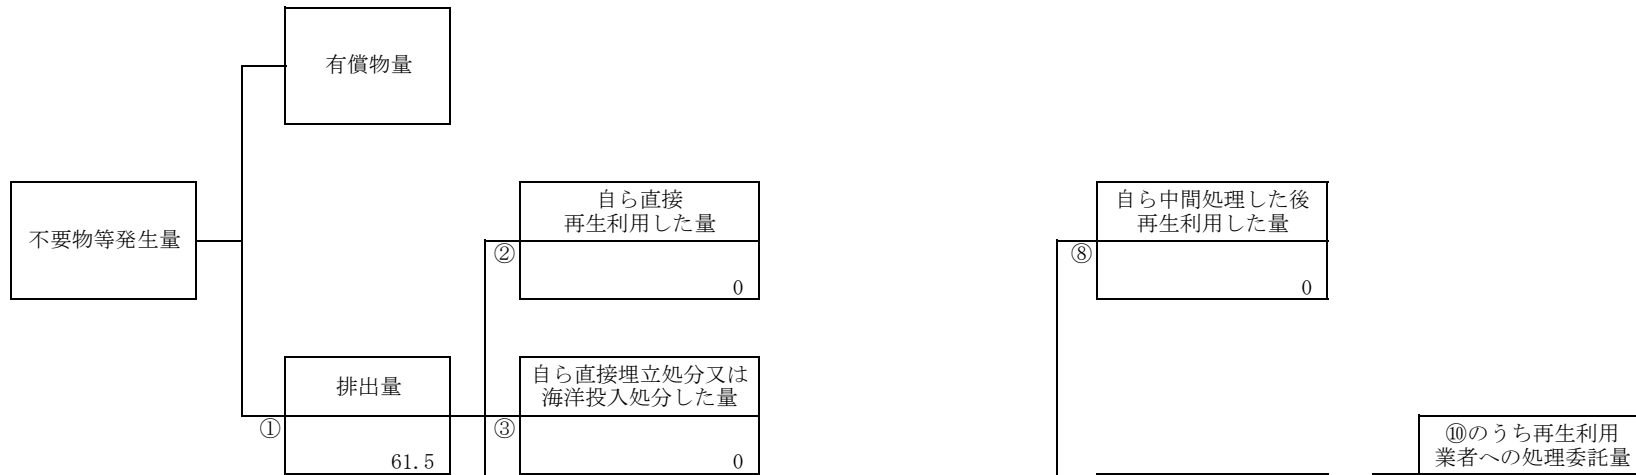 有償物量
不要物等発生量
自ら直接
再生利用した量
②
0
自ら中間処理した後
再生利用した量
⑧
0
排出量
①
61.5
自ら直接埋立処分又は
海洋投入処分した量
③
0
⑩のうち再生利用
業者への処理委託量